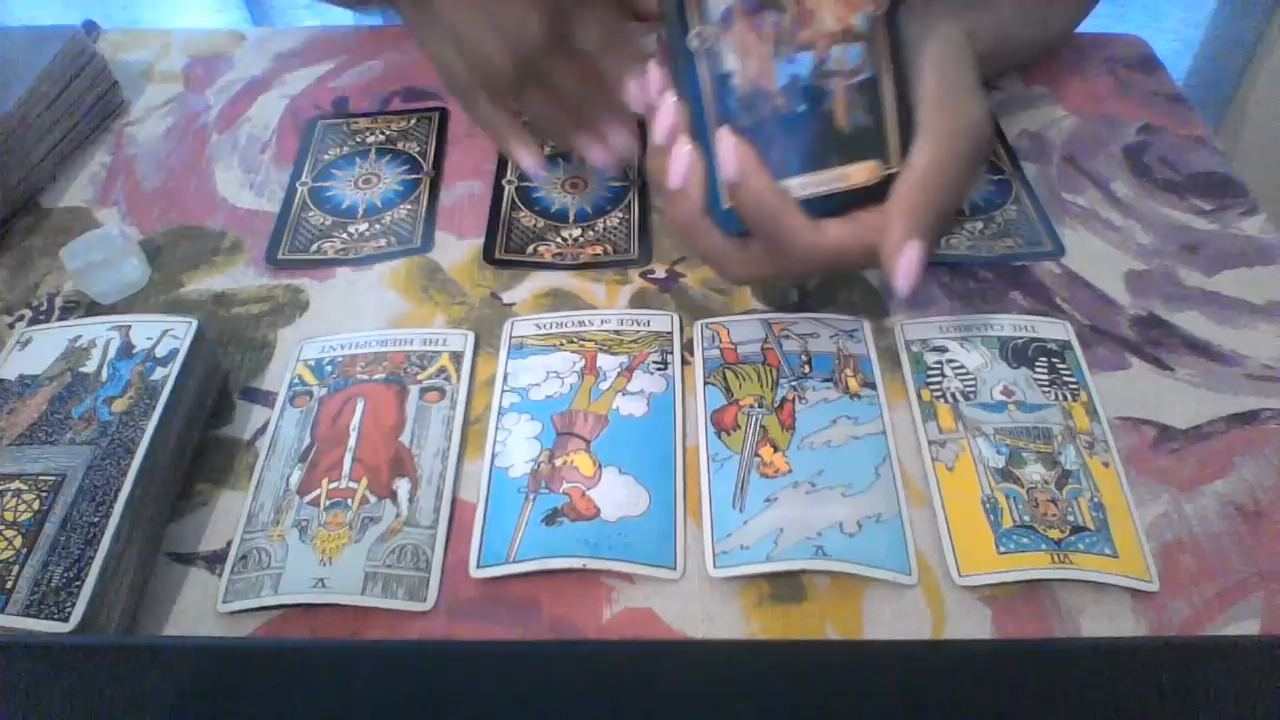 THE HIEROPHANT
V
PAGE of SWORDS
V
THE CHARIOT
VII